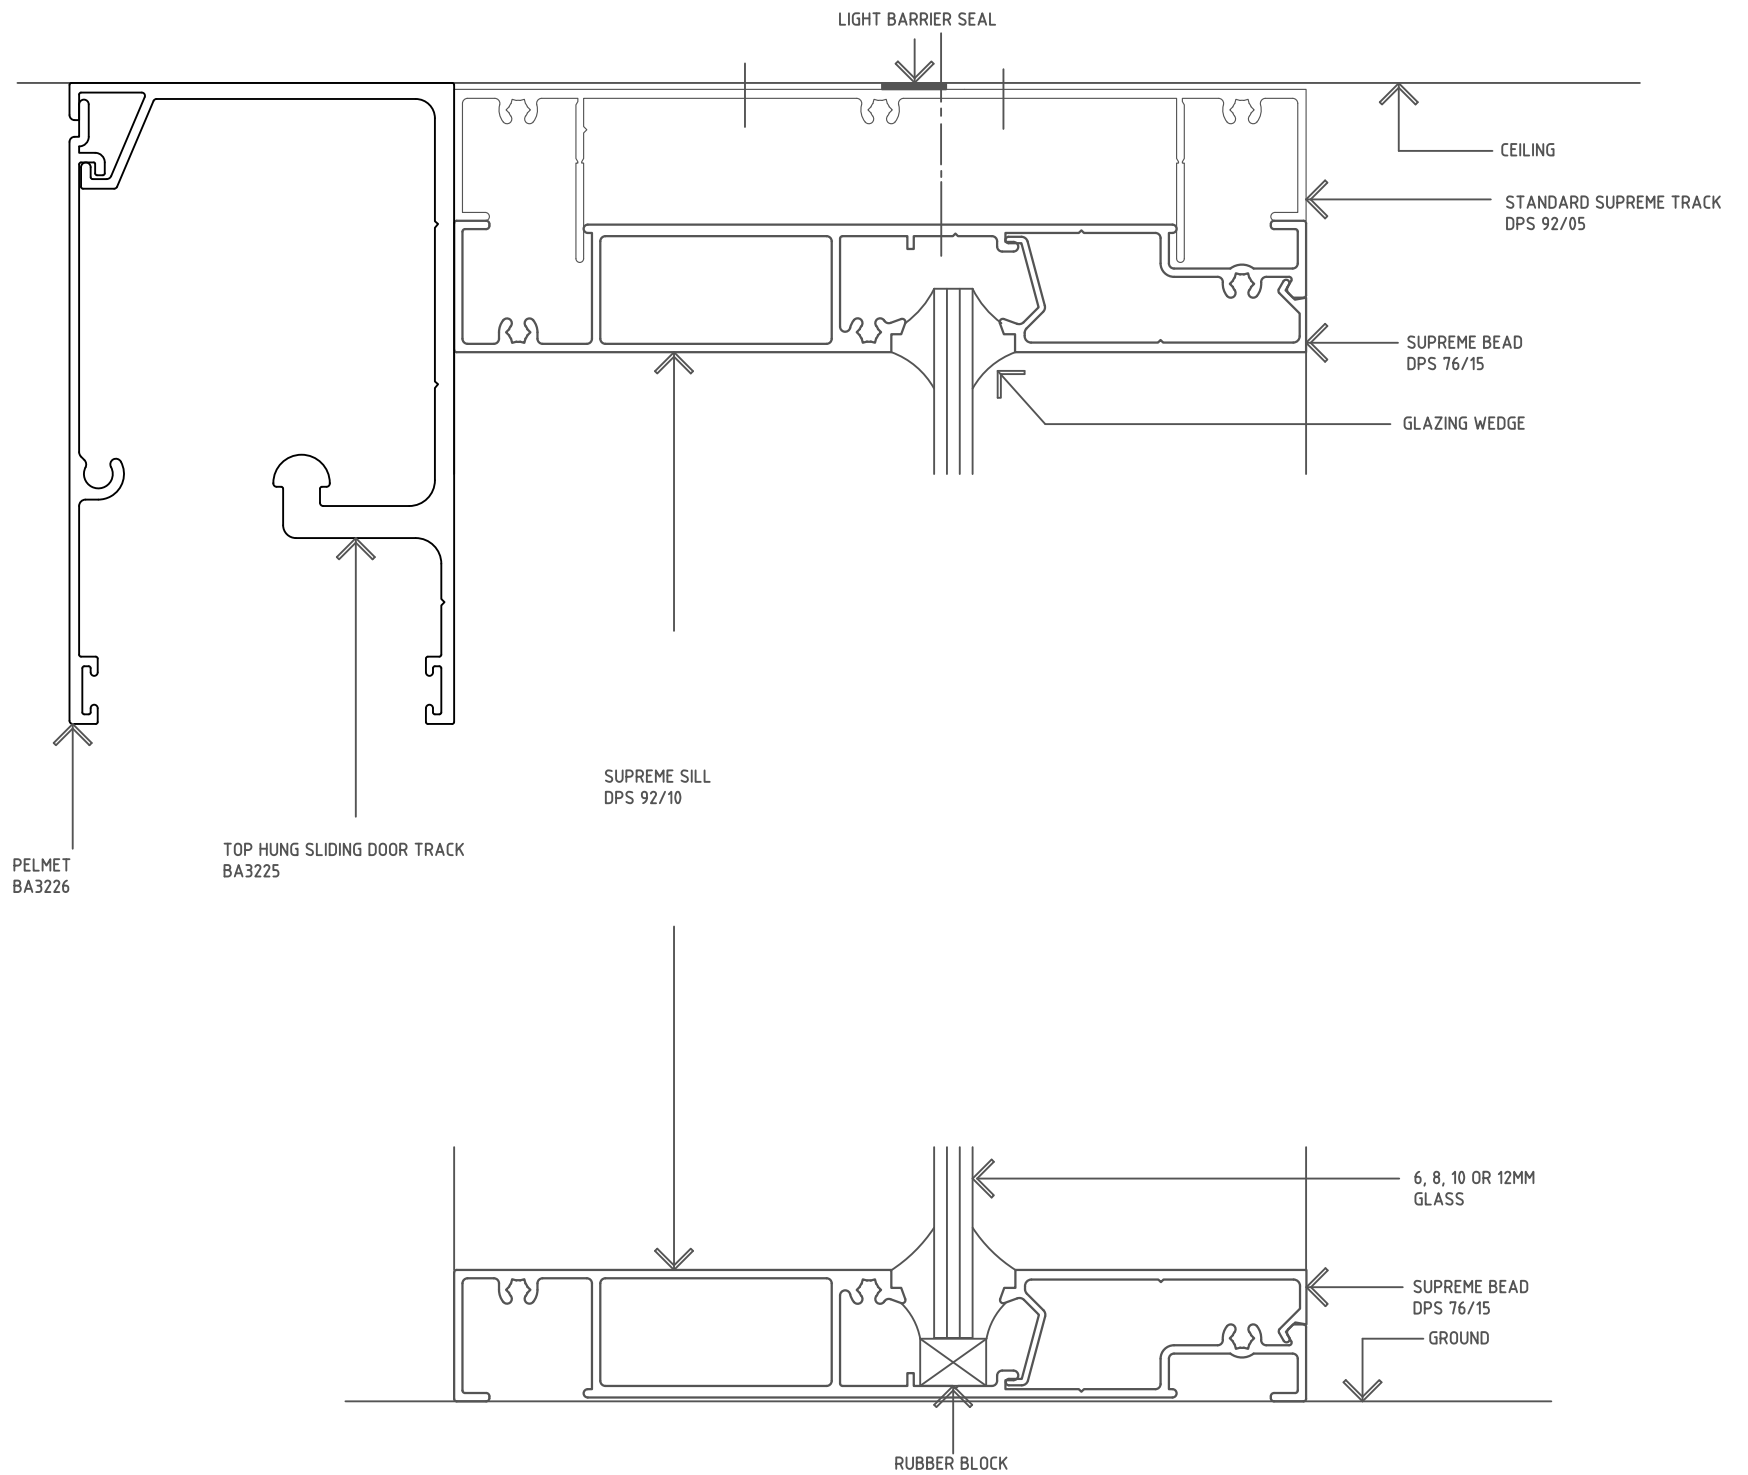 LIGHT BARRIER SEAL
CEILING
STANDARD SUPREME TRACK
DPS 92/05
SUPREME BEAD
DPS 76/15
GLAZING WEDGE
SUPREME SILL
DPS 92/10
TOP HUNG SLIDING DOOR TRACK
BA3225
PELMET
BA3226
6, 8, 10 OR 12MM
GLASS
SUPREME BEAD
DPS 76/15
GROUND
RUBBER BLOCK